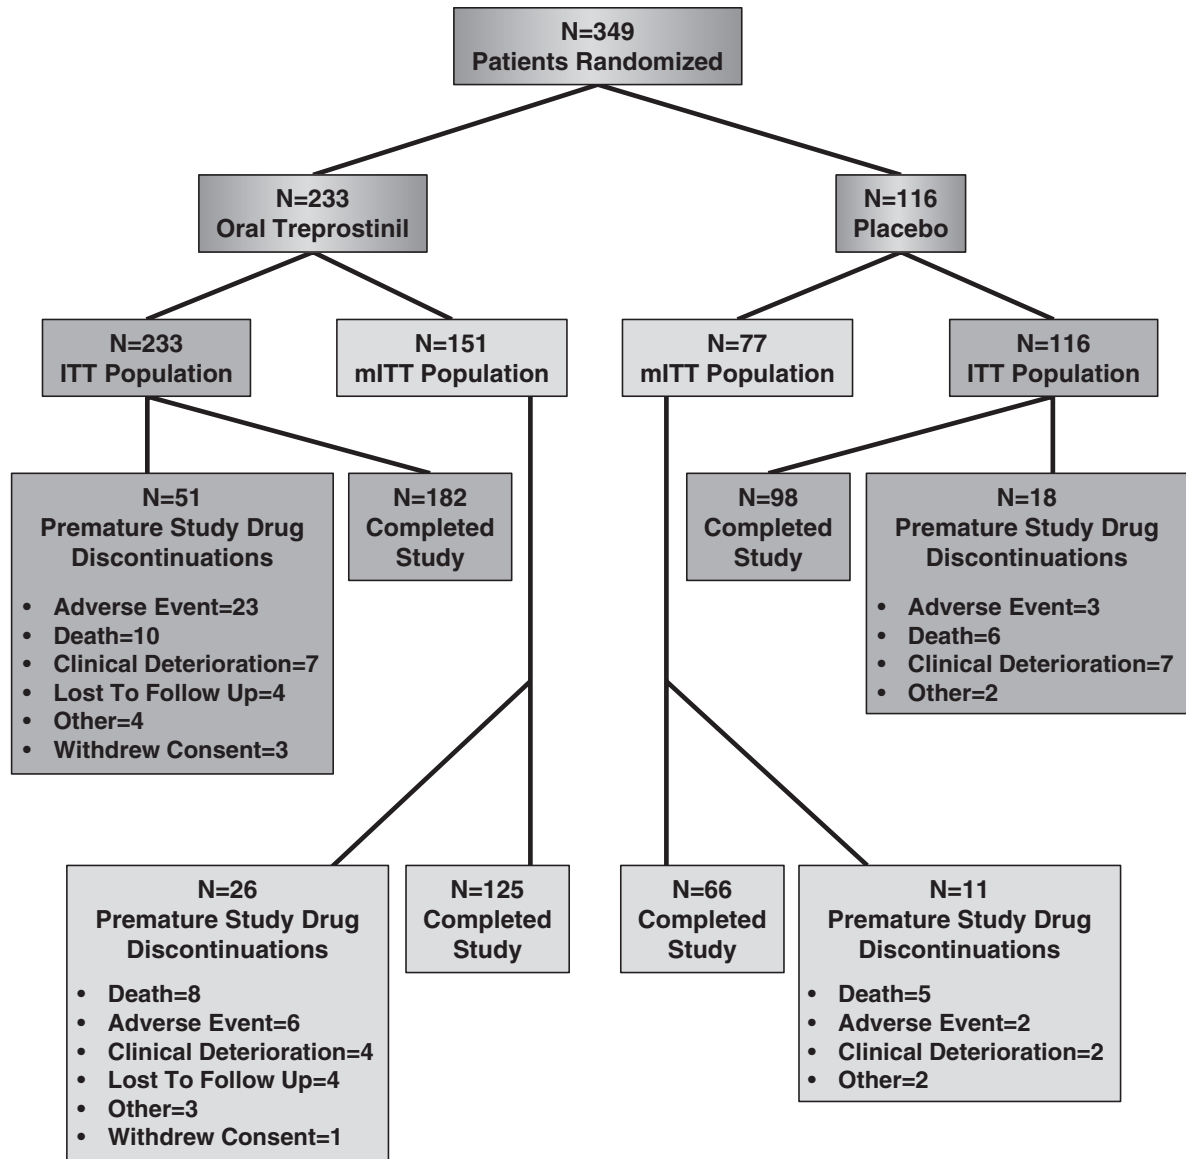 N=349
Patients Randomized
N=233
Oral Treprostinil
N=116
Placebo
N=233
ITT Population
N=151
mITT Population
N=77
mITT Population
N=116
ITT Population
N=51
Premature Study Drug
Discontinuations
• Adverse Event=23
• Death=10
• Clinical Deterioration=7
• Lost To Follow Up=4
• Other=4
• Withdrew Consent=3
N=182
Completed
Study
N=98
Completed
Study
N=18
Premature Study Drug
Discontinuations
• Adverse Event=3
• Death=6
• Clinical Deterioration=7
• Other=2
N=26
Premature Study Drug
Discontinuations
• Death=8
• Adverse Event=6
• Clinical Deterioration=4
• Lost To Follow Up=4
• Other=3
• Withdrew Consent=1
N=125
Completed
Study
N=66
Completed
Study
N=11
Premature Study Drug
Discontinuations
• Death=5
• Adverse Event=2
• Clinical Deterioration=2
• Other=2